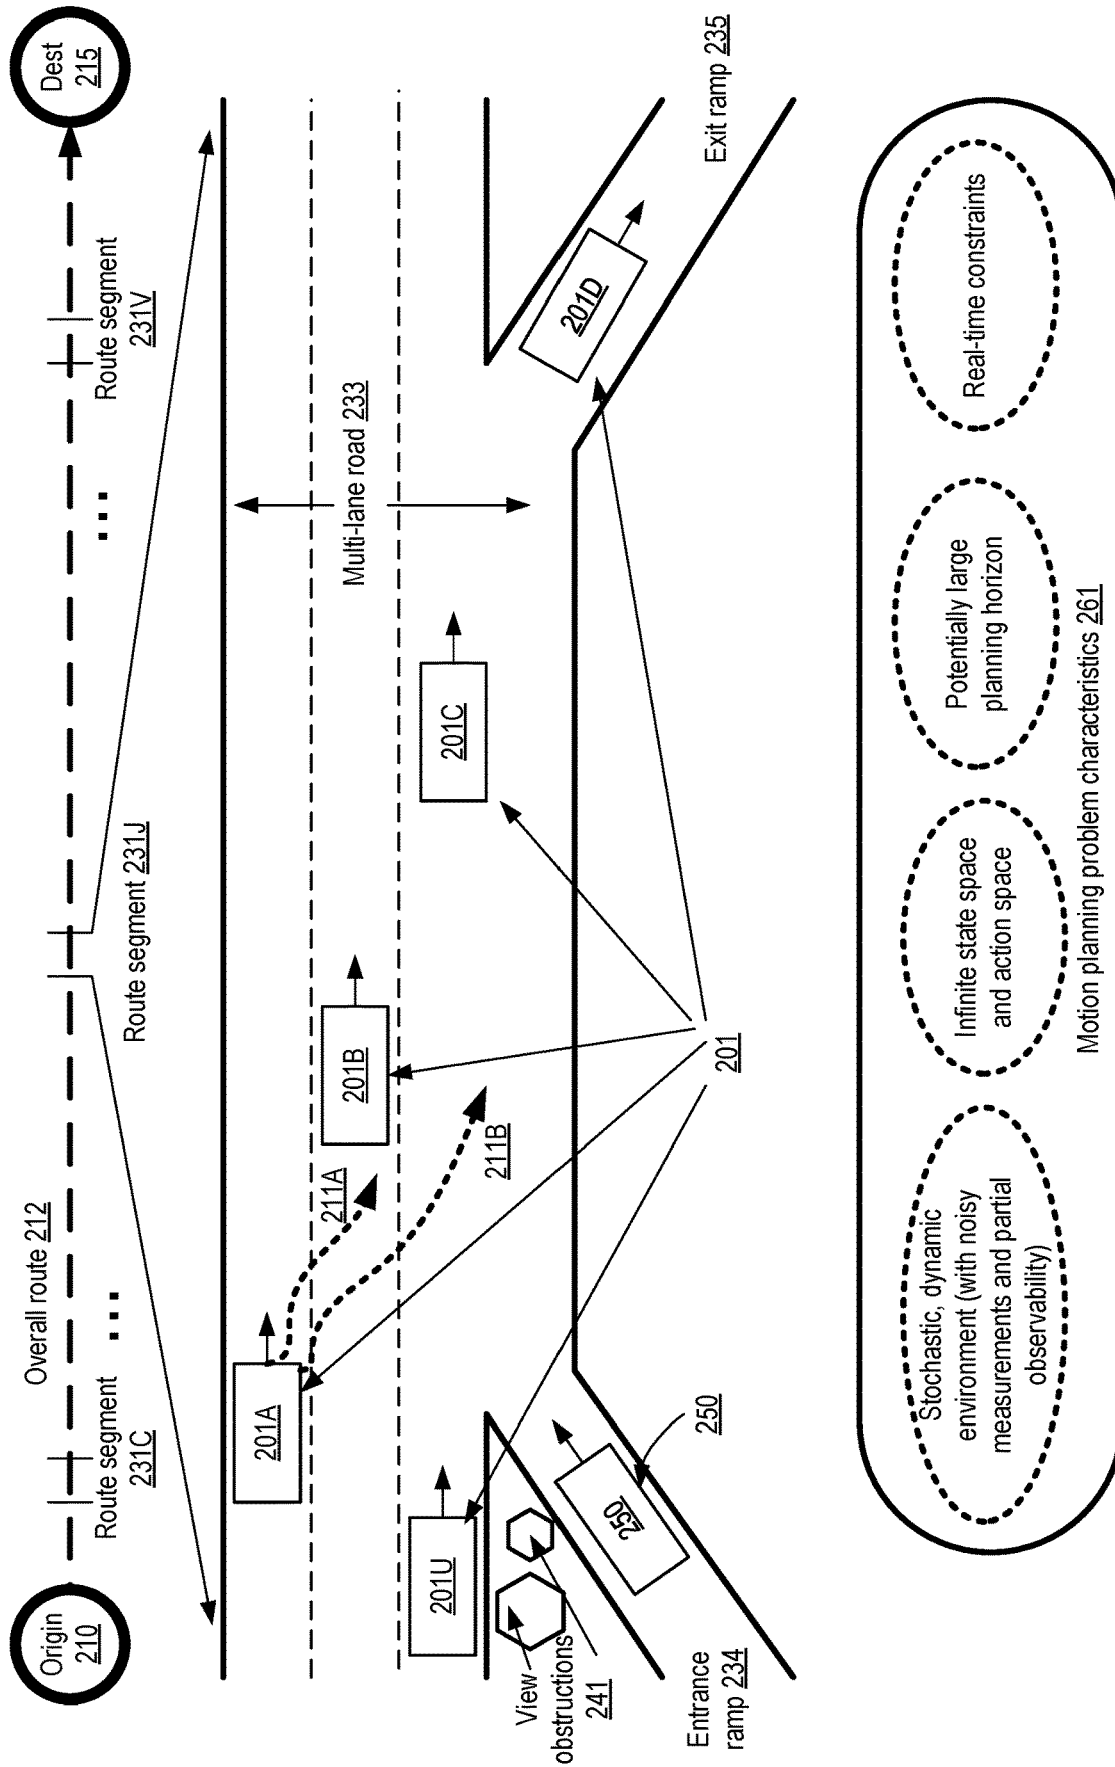 Origin
210
Overall route 212
Dest
215
Route segment
231C
...
Route segment 231J
...
Route segment
231V
201A
211A
201B
211B
Multi-lane road 233
201U
201C
201D
View
obstructions
241
250
250
201
Entrance
ramp 234
Exit ramp 235
Stochastic, dynamic
environment (with noisy
measurements and partial
observability)
Infinite state space
and action space
Potentially large
planning horizon
Real-time constraints
Motion planning problem characteristics 261